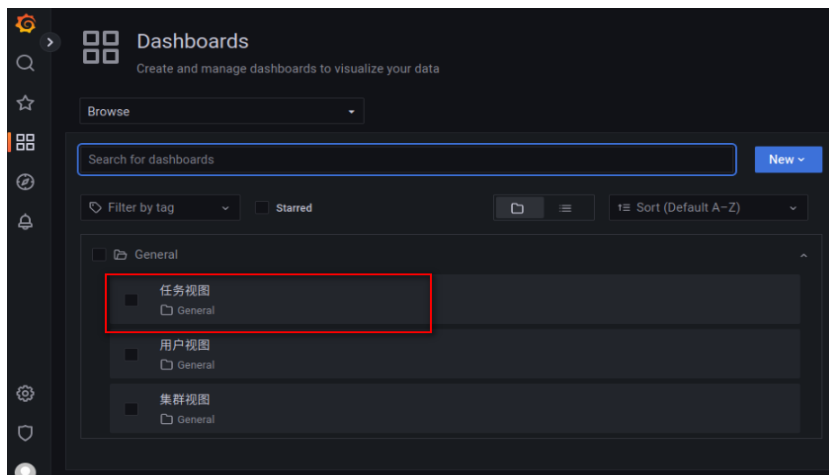 Dashboards
Create and manage dashboards to visualize your data
Browse
Search for dashboards
New
Filter by tag
Starred
Sort (Default A–Z)
General
任务视图
General
用户视图
General
集群视图
General